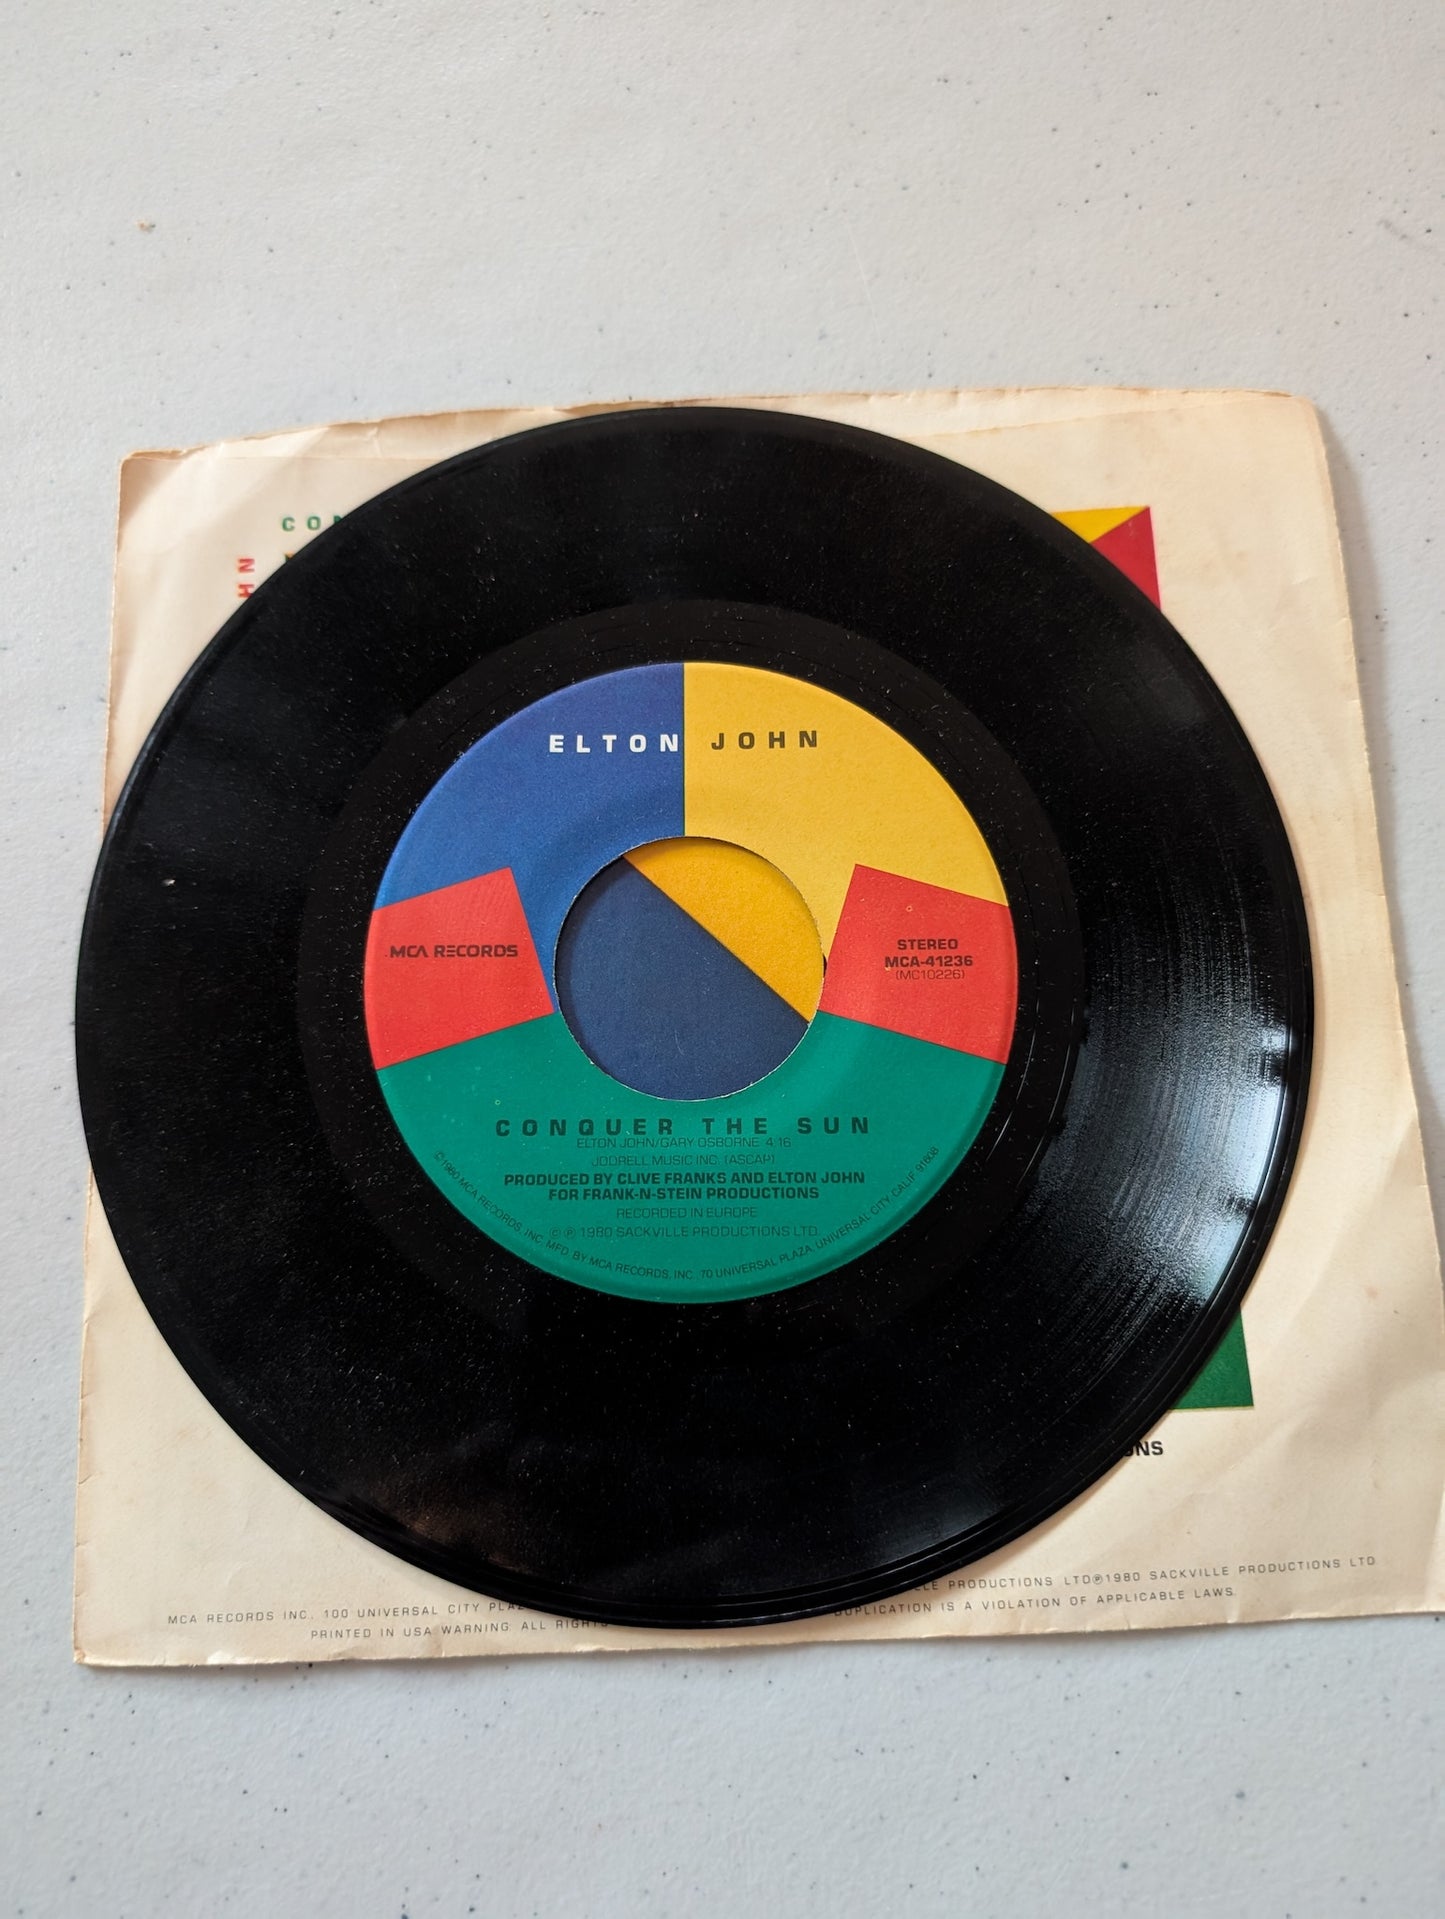 CON
HN
ELTON JOHN
MCA RECORDS
STEREO
MCA-41236
(MC10226)
CONQUER THE SUN
ELTON JOHN/GARY OSBORNE 4:16
JODRELL MUSIC INC. (ASCAP)
PRODUCED BY CLIVE FRANKS AND ELTON JOHN
FOR FRANK-N-STEIN PRODUCTIONS
RECORDED IN EUROPE
© ℗ 1980 SACKVILLE PRODUCTIONS LTD.
© 1980 MCA RECORDS, INC. MFD. BY MCA RECORDS, INC. 70 UNIVERSAL PLAZA, UNIVERSAL CITY, CALIF. 91608
ONS
MCA RECORDS INC., 100 UNIVERSAL CITY PLAZ LLE PRODUCTIONS LTD ℗1980 SACKVILLE PRODUCTIONS LTD
PRINTED IN USA WARNING: ALL RIGHTS DUPLICATION IS A VIOLATION OF APPLICABLE LAWS.